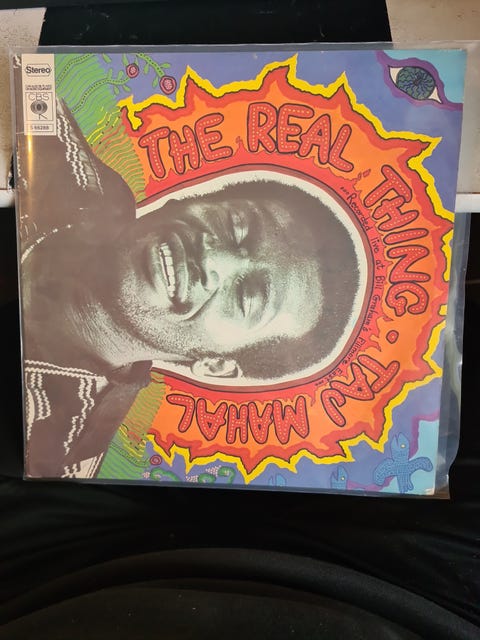 Stereo
CBS
S 66288
THE REAL THING • TAJ MAHAL
...Recorded live at Bill Graham's Fillmore East